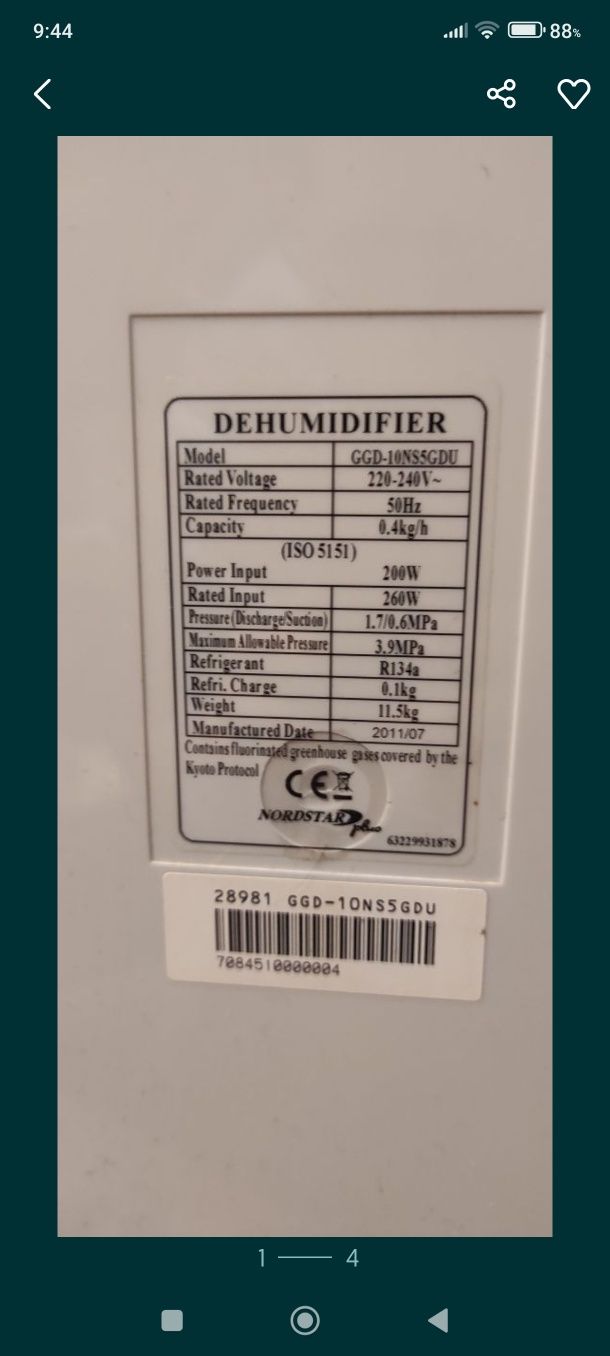 9:44
88%
DEHUMIDIFIER
Model GGD-10NS5GDU
Rated Voltage 220-240V~
Rated Frequency 50Hz
Capacity 0.4kg/h
(ISO 5151)
Power Input 200W
Rated Input 260W
Pressure (Discharge/Suction) 1.7/0.6MPa
Maximum Allowable Pressure 3.9MPa
Refrigerant R134a
Refri. Charge 0.1kg
Weight 11.5kg
Manufactured Date 2011/07
Contains fluorinated greenhouse gases covered by the
Kyoto Protocol
CE
NORDSTAR plus
63229931878
28981 GGD-10NS5GDU
7084510000004
1 4